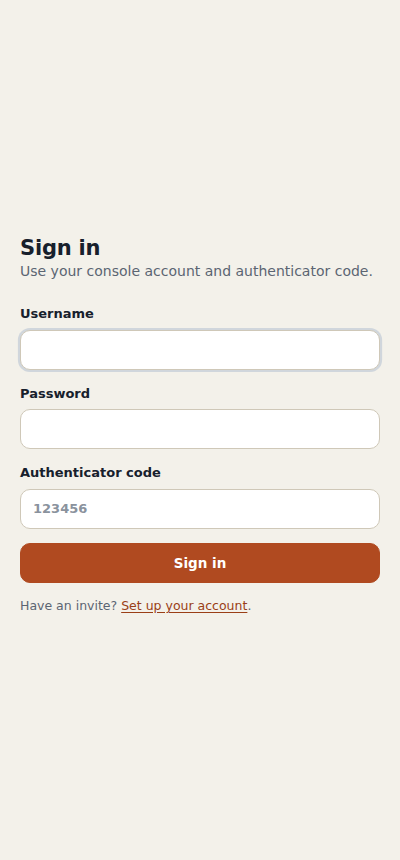 Sign in
Use your console account and authenticator code.
Username
Password
Authenticator code
123456
Sign in
Have an invite? Set up your account.